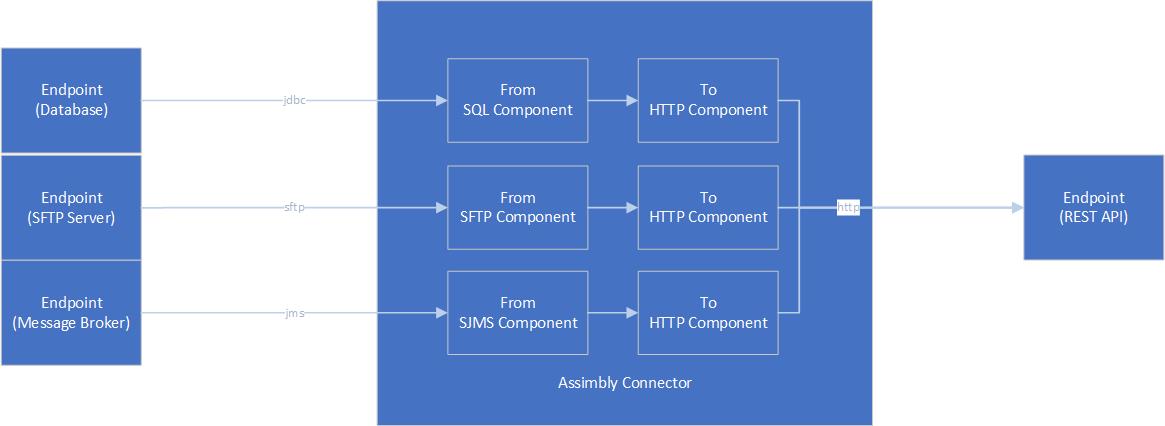 Endpoint
(Database)
jdbc
From
SQL Component
To
HTTP Component
Endpoint
(SFTP Server)
sftp
From
SFTP Component
To
HTTP Component
http
Endpoint
(REST API)
Endpoint
(Message Broker)
jms
From
SJMS Component
To
HTTP Component
Assimbly Connector